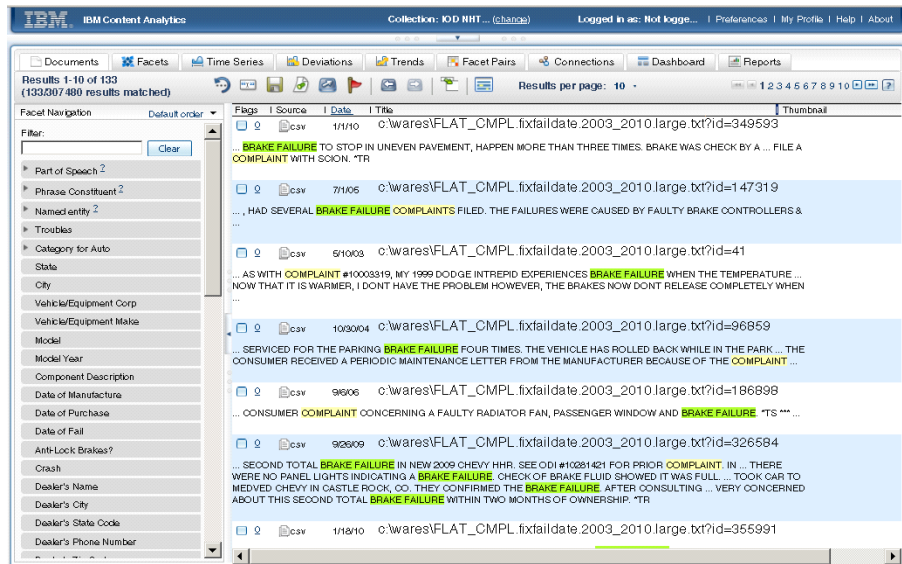 IBM. IBM Content Analytics Collection: IOD NHT... (change) Logged in as: Not logge... | Preferences | My Profile | Help | About
Documents Facets Time Series Deviations Trends Facet Pairs Connections Dashboard Reports
Results 1-10 of 133
(133/307480 results matched)
Results per page: 10
1 2 3 4 5 6 7 8 9 10
Facet Navigation Default order
Filter:
Clear
Part of Speech ?
Phrase Constituent ?
Named entity ?
Troubles
Category for Auto
State
City
Vehicle/Equipment Corp
Vehicle/Equipment Make
Model
Model Year
Component Description
Date of Manufacture
Date of Purchase
Date of Fail
Anti-Lock Brakes?
Crash
Dealer's Name
Dealer's City
Dealer's State Code
Dealer's Phone Number
Flags | Source | Date | Title | Thumbnail
csv 1/1/10 c:\wares\FLAT_CMPL.fixfaildate.2003_2010.large.txt?id=349593
... BRAKE FAILURE TO STOP IN UNEVEN PAVEMENT, HAPPEN MORE THAN THREE TIMES. BRAKE WAS CHECK BY A ... FILE A
COMPLAINT WITH SCION. *TR
csv 7/1/05 c:\wares\FLAT_CMPL.fixfaildate.2003_2010.large.txt?id=147319
... , HAD SEVERAL BRAKE FAILURE COMPLAINTS FILED. THE FAILURES WERE CAUSED BY FAULTY BRAKE CONTROLLERS &
...
csv 5/10/03 c:\wares\FLAT_CMPL.fixfaildate.2003_2010.large.txt?id=41
... AS WITH COMPLAINT #10003319, MY 1999 DODGE INTREPID EXPERIENCES BRAKE FAILURE WHEN THE TEMPERATURE ...
NOW THAT IT IS WARMER, I DONT HAVE THE PROBLEM HOWEVER, THE BRAKES NOW DONT RELEASE COMPLETELY WHEN
...
csv 10/30/04 c:\wares\FLAT_CMPL.fixfaildate.2003_2010.large.txt?id=96859
... SERVICED FOR THE PARKING BRAKE FAILURE FOUR TIMES. THE VEHICLE HAS ROLLED BACK WHILE IN THE PARK ... THE
CONSUMER RECEIVED A PERIODIC MAINTENANCE LETTER FROM THE MANUFACTURER BECAUSE OF THE COMPLAINT ...
csv 9/6/06 c:\wares\FLAT_CMPL.fixfaildate.2003_2010.large.txt?id=186898
... CONSUMER COMPLAINT CONCERNING A FAULTY RADIATOR FAN, PASSENGER WINDOW AND BRAKE FAILURE. *TS *** ...
csv 9/26/09 c:\wares\FLAT_CMPL.fixfaildate.2003_2010.large.txt?id=326584
... SECOND TOTAL BRAKE FAILURE IN NEW 2009 CHEVY HHR. SEE ODI #10281421 FOR PRIOR COMPLAINT. IN ... THERE
WERE NO PANEL LIGHTS INDICATING A BRAKE FAILURE. CHECK OF BRAKE FLUID SHOWED IT WAS FULL. ... TOOK CAR TO
MEDVED CHEVY IN CASTLE ROCK, CO. THEY CONFIRMED THE BRAKE FAILURE. AFTER CONSULTING ... VERY CONCERNED
ABOUT THIS SECOND TOTAL BRAKE FAILURE WITHIN TWO MONTHS OF OWNERSHIP. *TR
csv 1/18/10 c:\wares\FLAT_CMPL.fixfaildate.2003_2010.large.txt?id=355991